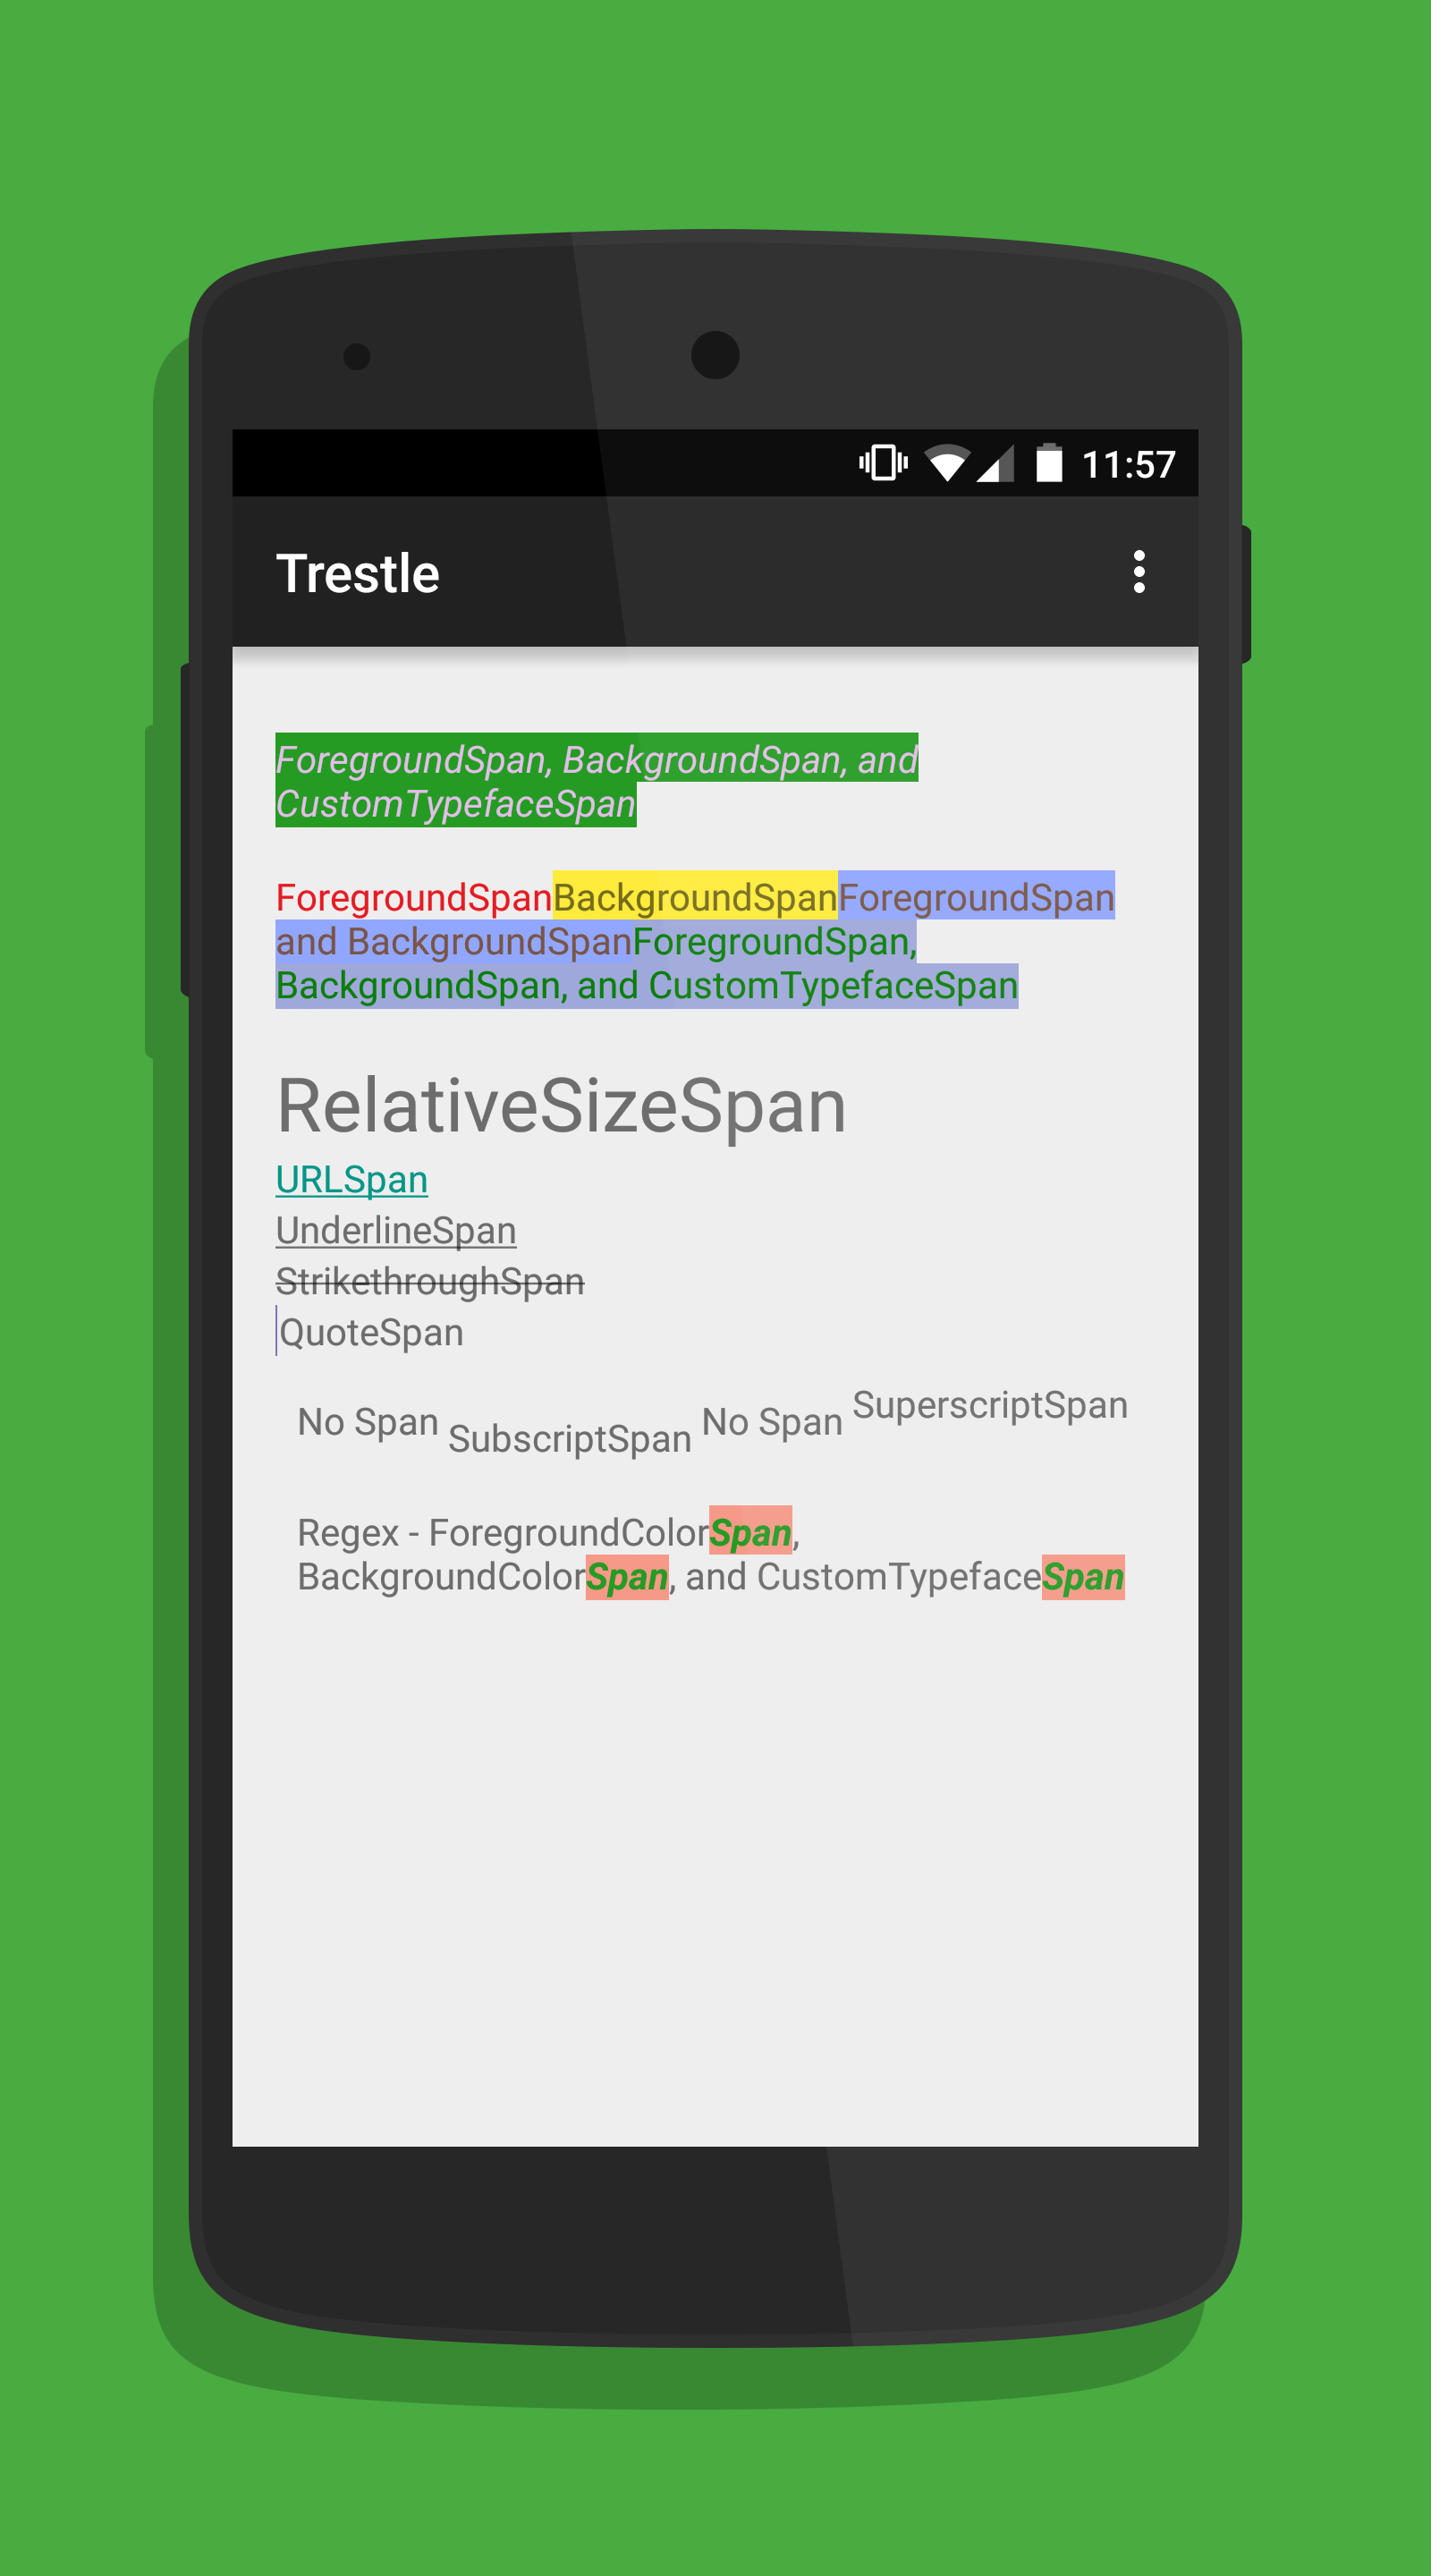 11:57
Trestle
ForegroundSpan, BackgroundSpan, and
CustomTypefaceSpan
ForegroundSpanBackgroundSpanForegroundSpan
and BackgroundSpanForegroundSpan,
BackgroundSpan, and CustomTypefaceSpan
RelativeSizeSpan
URLSpan
UnderlineSpan
StrikethroughSpan
QuoteSpan
No Span SubscriptSpan No Span SuperscriptSpan
Regex - ForegroundColorSpan,
BackgroundColorSpan, and CustomTypefaceSpan